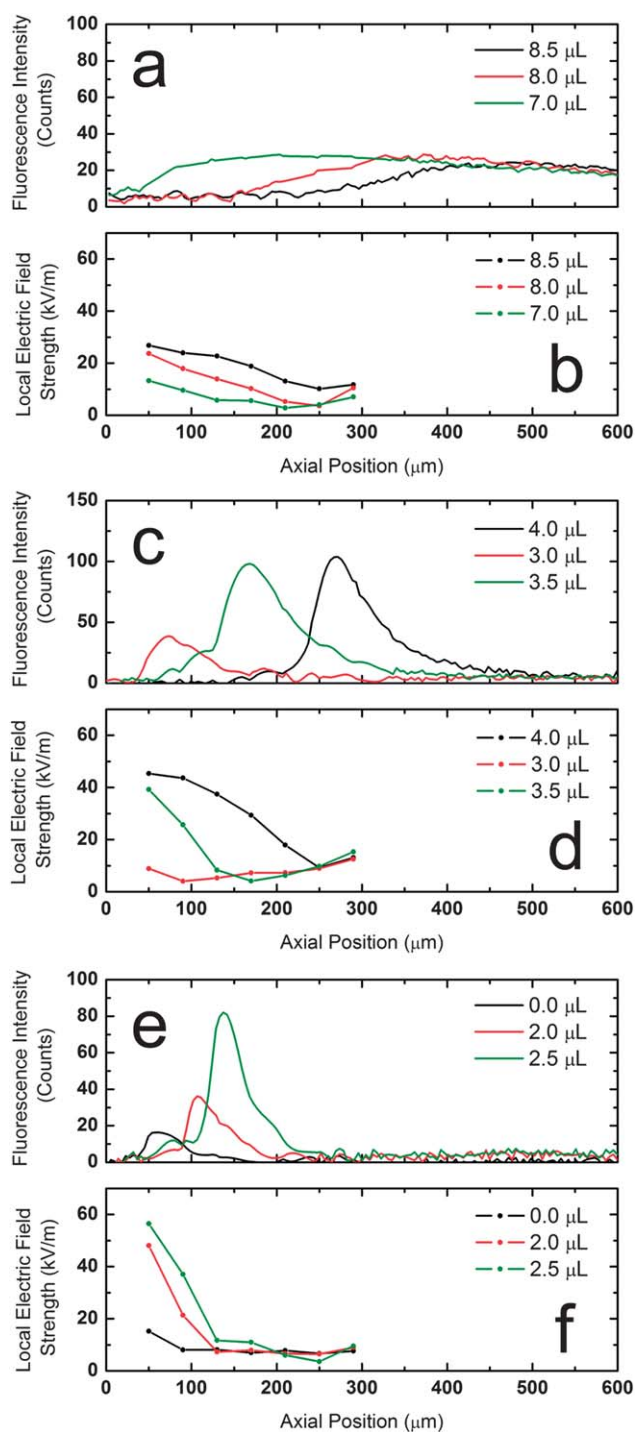 100
80
60
40
20
0
Fluorescence Intensity
(Counts)
a
8.5 μL
8.0 μL
7.0 μL
60
40
20
0
Local Electric Field
Strength (kV/m)
8.5 μL
8.0 μL
7.0 μL
b
0 100 200 300 400 500 600
Axial Position (μm)
150
100
50
0
Fluorescence Intensity
(Counts)
c
4.0 μL
3.0 μL
3.5 μL
60
40
20
0
Local Electric Field
Strength (kV/m)
4.0 μL
3.0 μL
3.5 μL
d
0 100 200 300 400 500 600
Axial Position (μm)
100
80
60
40
20
0
Fluorescence Intensity
(Counts)
e
0.0 μL
2.0 μL
2.5 μL
60
40
20
0
Local Electric Field
Strength (kV/m)
0.0 μL
2.0 μL
2.5 μL
f
0 100 200 300 400 500 600
Axial Position (μm)